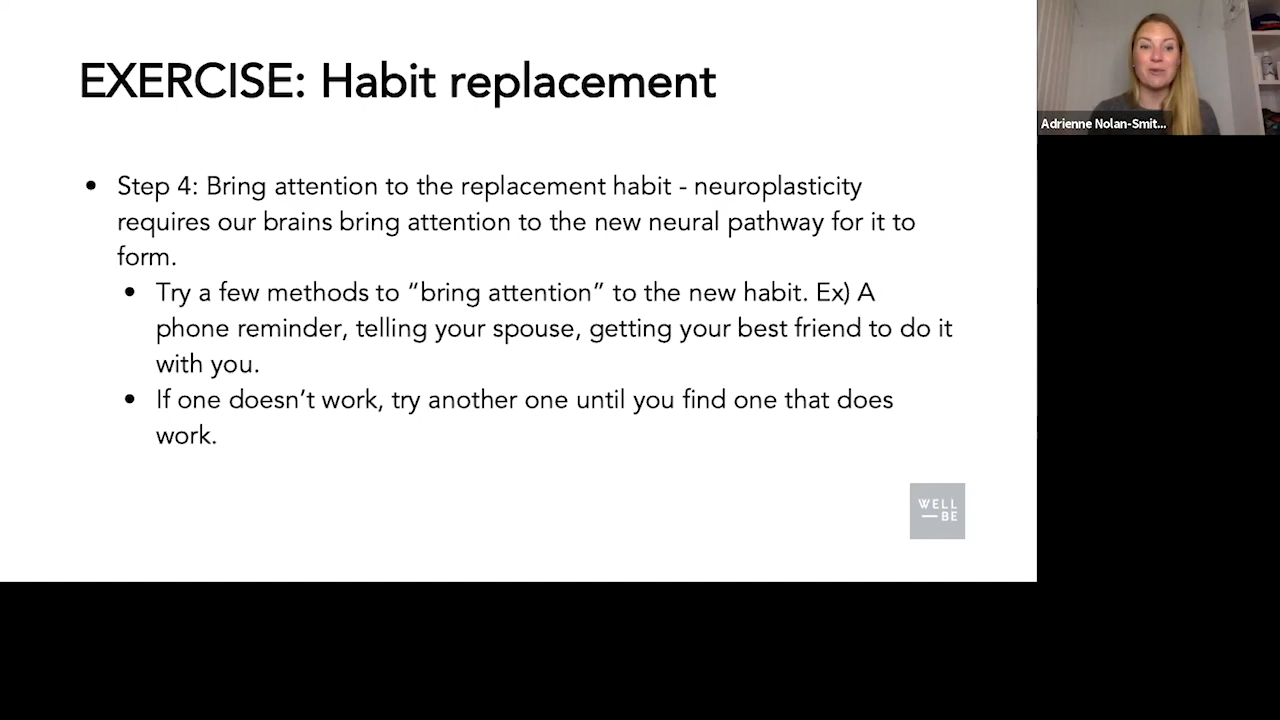 EXERCISE: Habit replacement
Adrienne Nolan-Smit...
• Step 4: Bring attention to the replacement habit - neuroplasticity
requires our brains bring attention to the new neural pathway for it to
form.
• Try a few methods to “bring attention” to the new habit. Ex) A
phone reminder, telling your spouse, getting your best friend to do it
with you.
• If one doesn’t work, try another one until you find one that does
work.
WELL
—BE